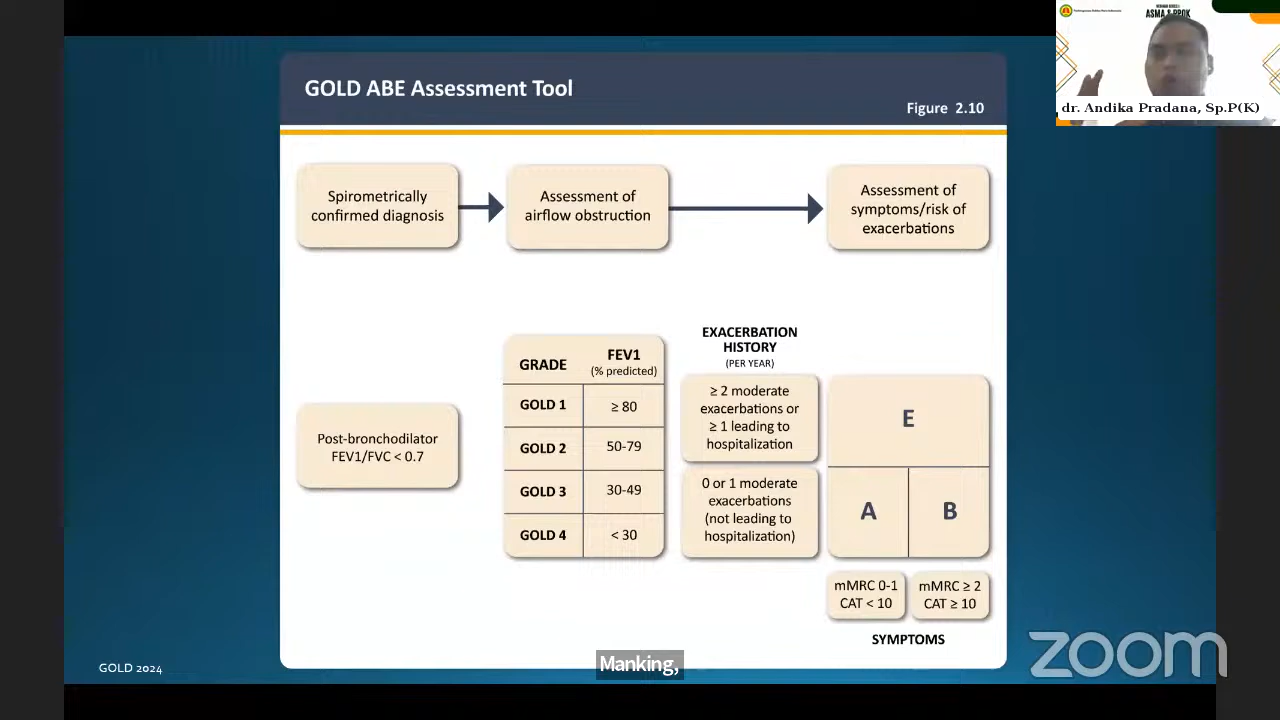 ASMA & PPOK
dr. Andika Pradana, Sp.P(K)
GOLD ABE Assessment Tool
Figure 2.10
Spirometrically
confirmed diagnosis
Assessment of
airflow obstruction
Assessment of
symptoms/risk of
exacerbations
Post-bronchodilator
FEV1/FVC < 0.7
GRADE
FEV1
(% predicted)
GOLD 1
≥ 80
GOLD 2
50-79
GOLD 3
30-49
GOLD 4
< 30
EXACERBATION
HISTORY
(PER YEAR)
≥ 2 moderate
exacerbations or
≥ 1 leading to
hospitalization
0 or 1 moderate
exacerbations
(not leading to
hospitalization)
E
A
B
mMRC 0-1
CAT < 10
mMRC ≥ 2
CAT ≥ 10
SYMPTOMS
GOLD 2024
Manking,
zoom